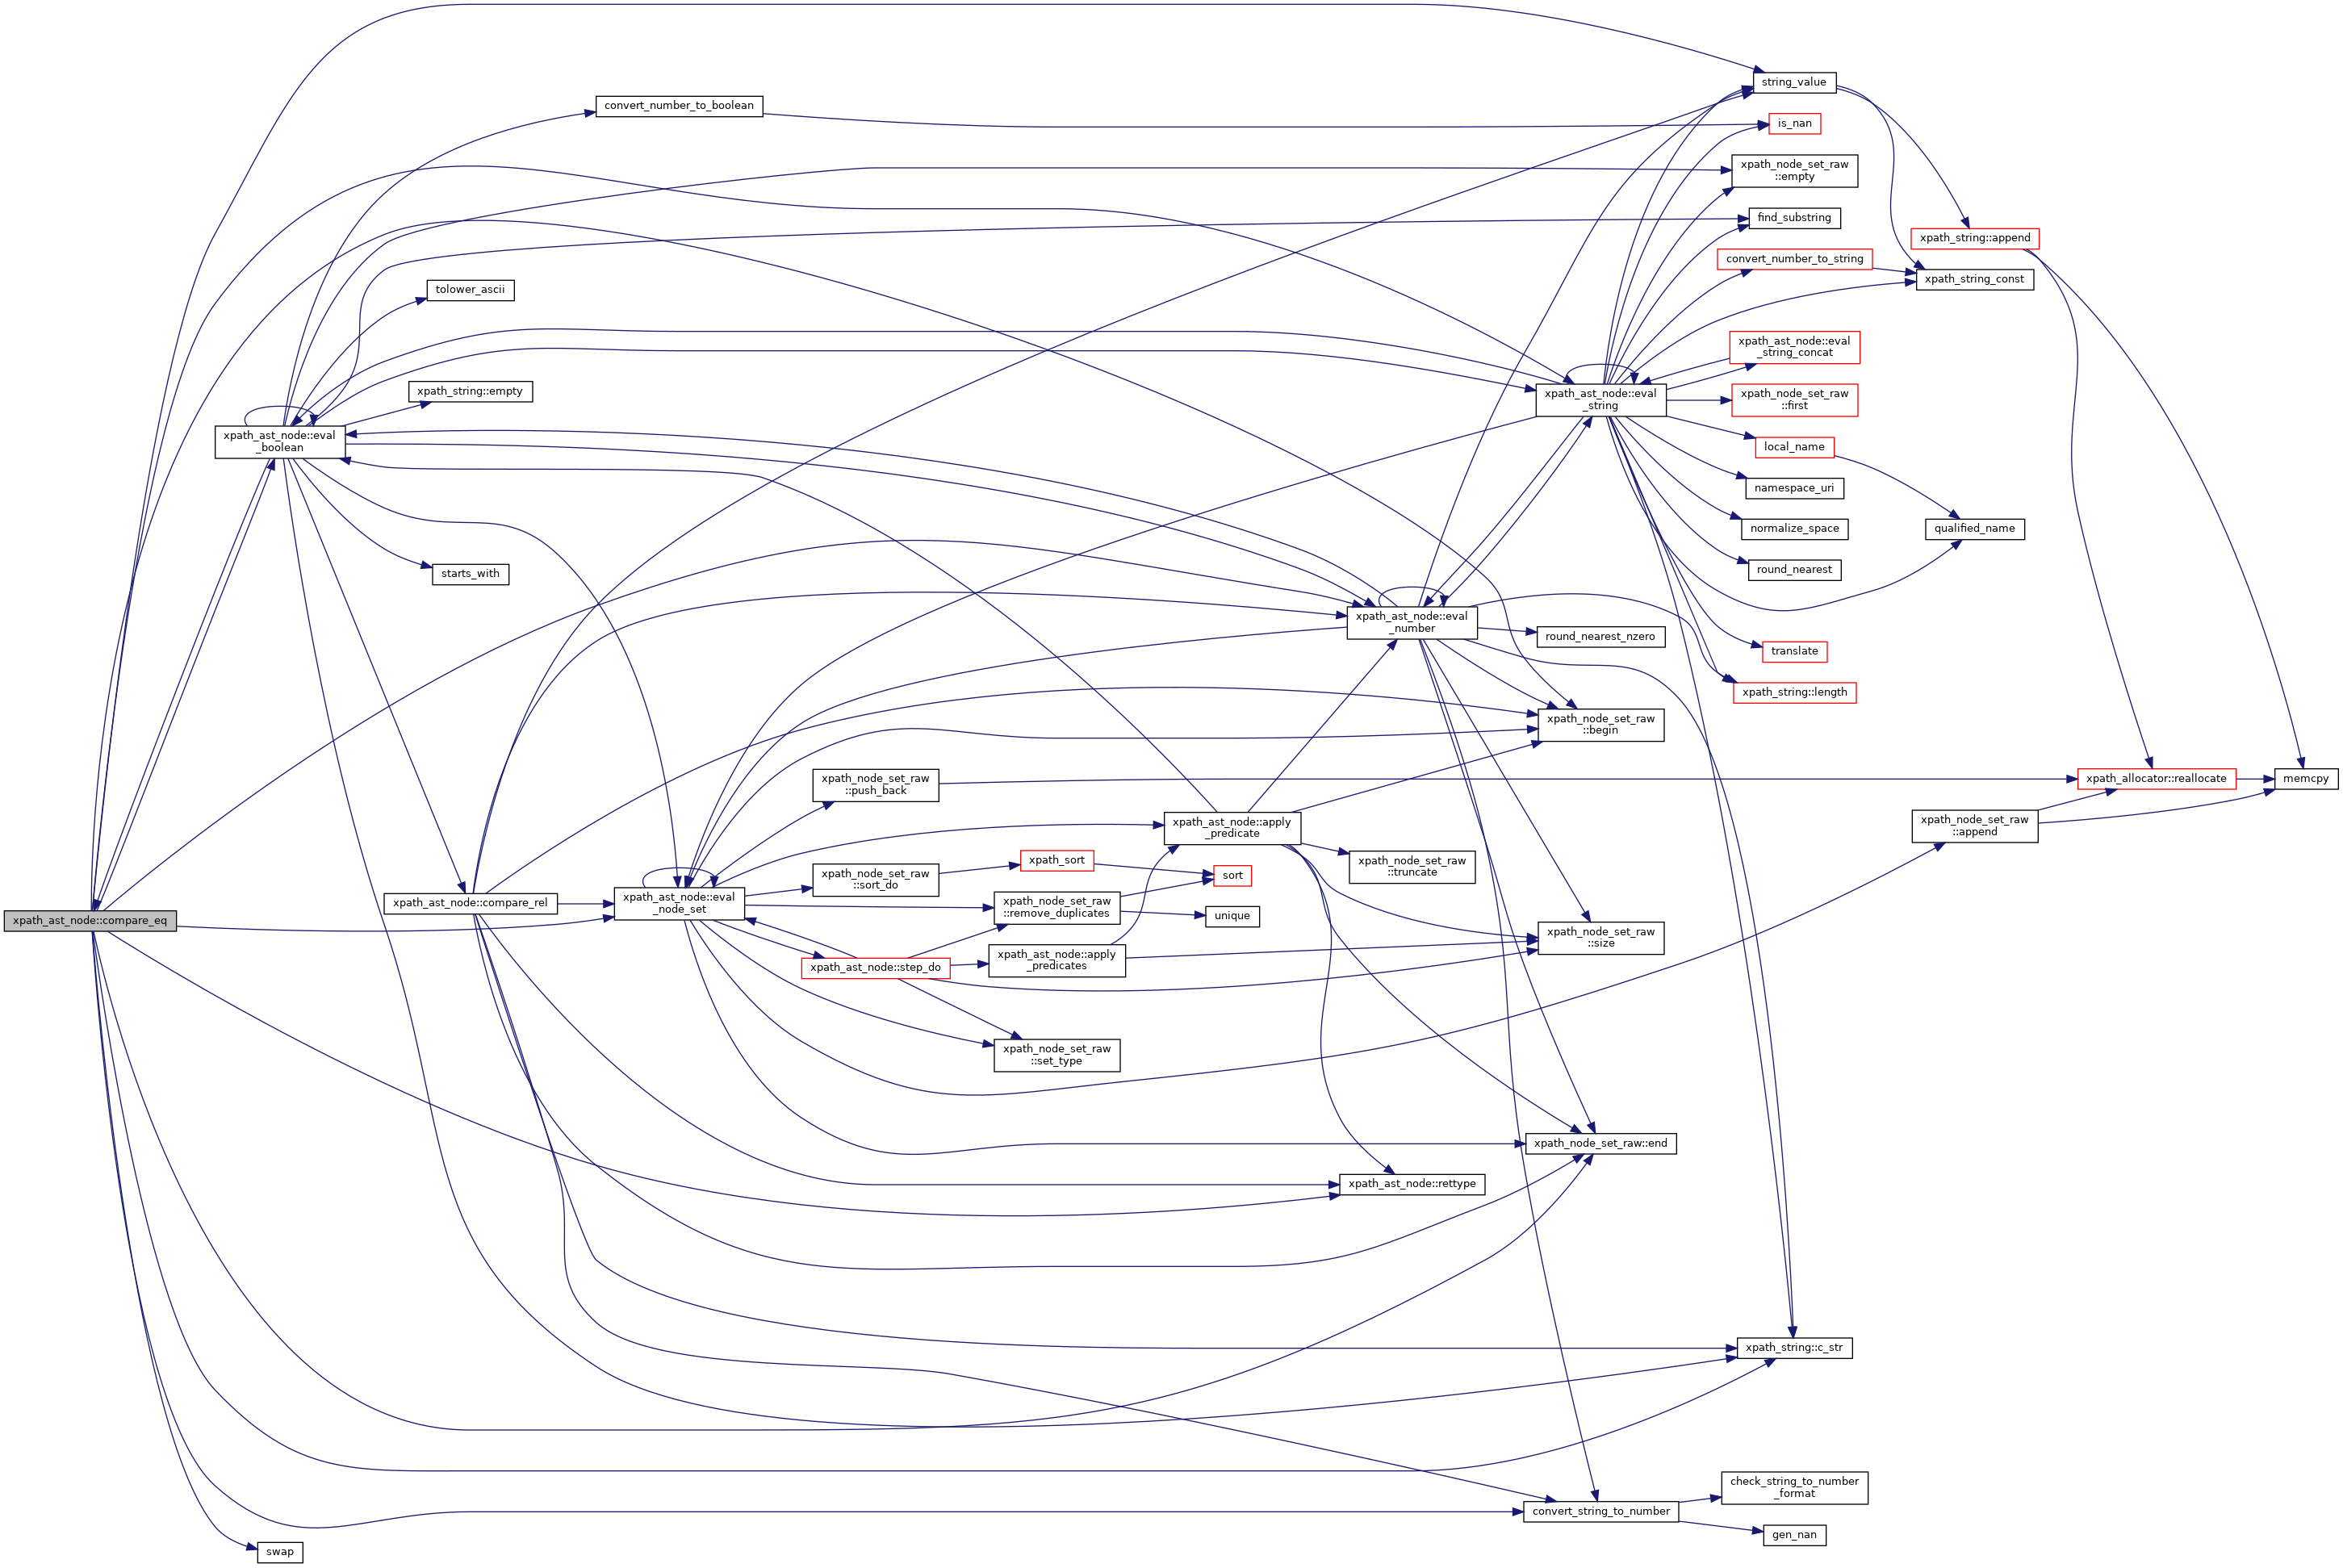 string_value
convert_number_to_boolean
is_nan
xpath_node_set_raw
::empty
find_substring
xpath_string::append
convert_number_to_string
xpath_string_const
tolower_ascii
xpath_ast_node::eval
_string_concat
xpath_string::empty
xpath_ast_node::eval
_string
xpath_node_set_raw
::first
xpath_ast_node::eval
_boolean
local_name
namespace_uri
normalize_space
qualified_name
starts_with
round_nearest
xpath_ast_node::eval
_number
round_nearest_nzero
translate
xpath_string::length
xpath_node_set_raw
::begin
xpath_node_set_raw
::push_back
xpath_allocator::reallocate
memcpy
xpath_ast_node::apply
_predicate
xpath_node_set_raw
::append
xpath_node_set_raw
::truncate
xpath_sort
sort
xpath_node_set_raw
::sort_do
xpath_ast_node::compare_rel
xpath_ast_node::eval
_node_set
xpath_node_set_raw
::remove_duplicates
unique
xpath_ast_node::compare_eq
xpath_node_set_raw
::size
xpath_ast_node::apply
_predicates
xpath_ast_node::step_do
xpath_node_set_raw
::set_type
xpath_node_set_raw::end
xpath_ast_node::rettype
xpath_string::c_str
check_string_to_number
_format
convert_string_to_number
gen_nan
swap